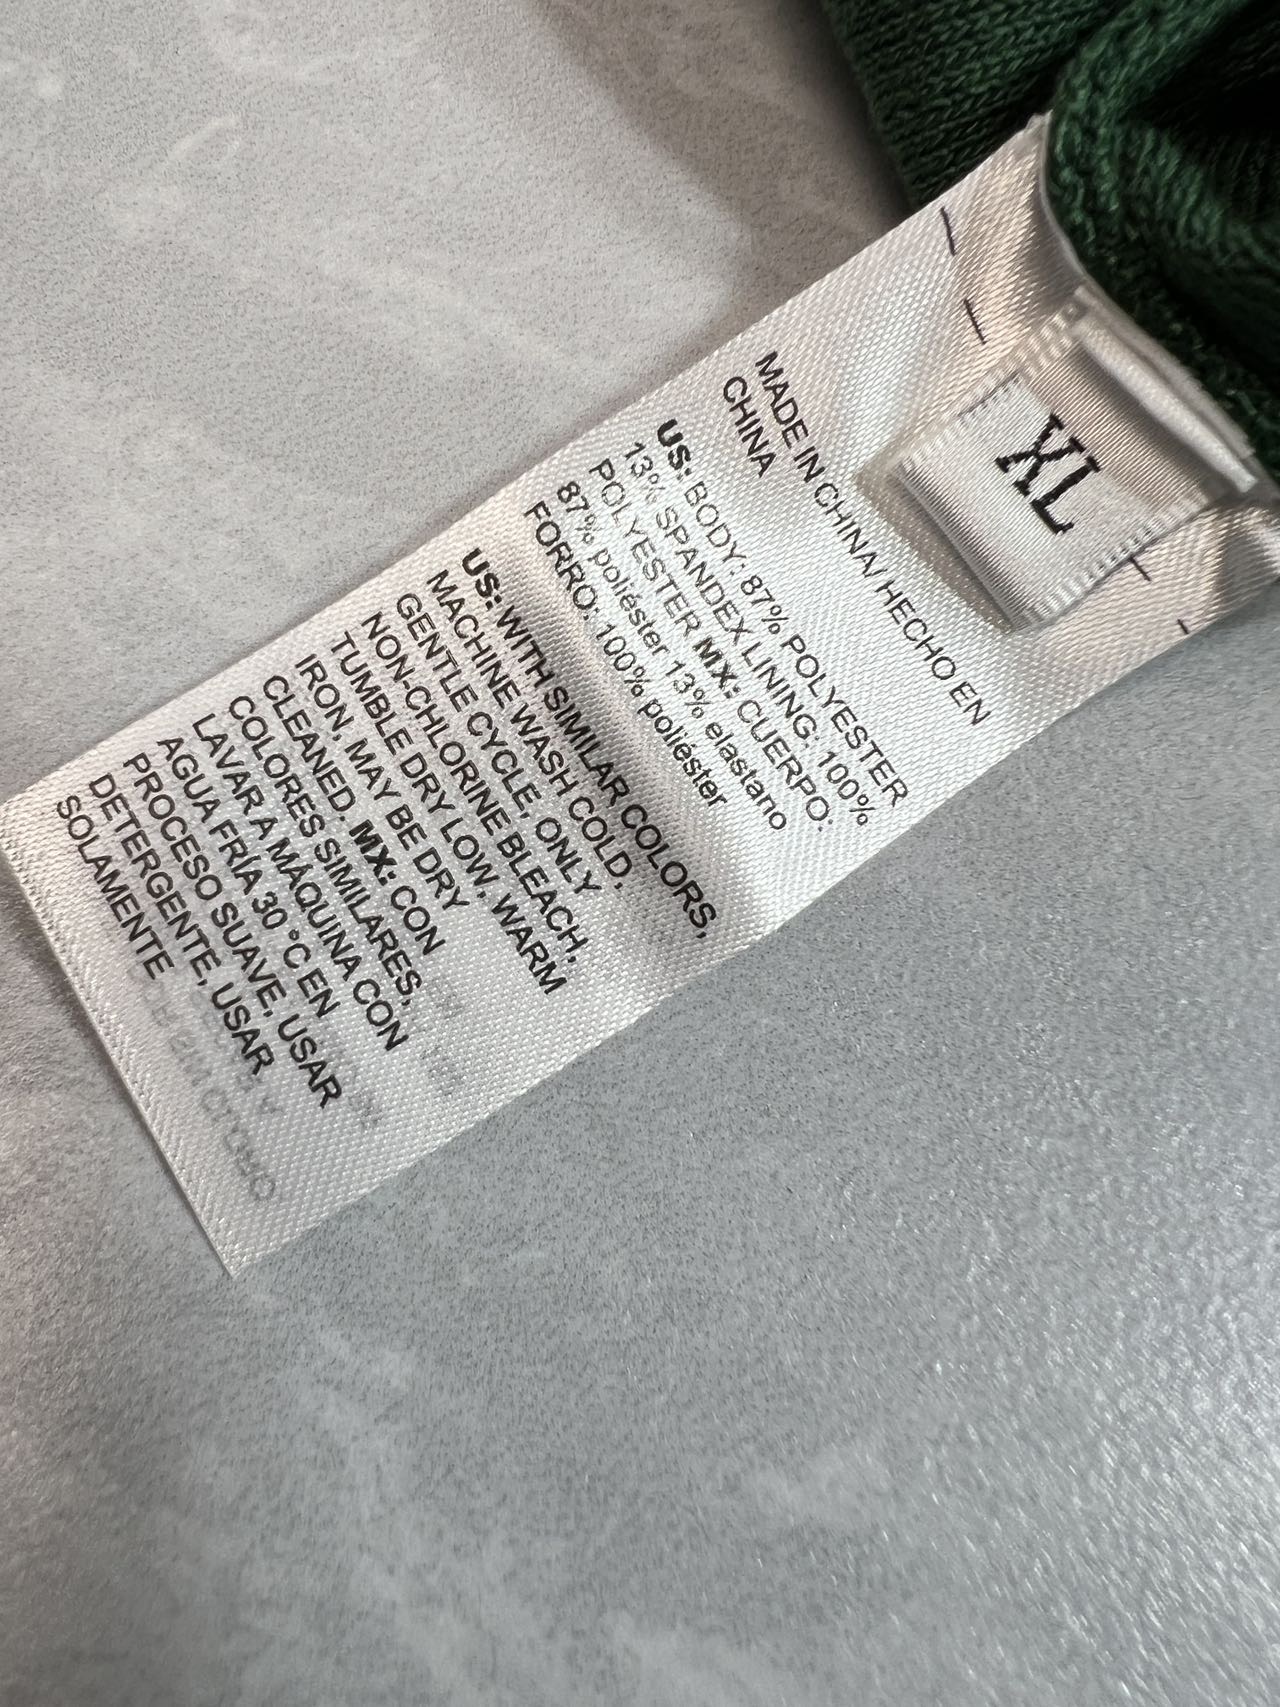 XL
MADE IN CHINA/ HECHO EN
CHINA
US: BODY: 87% POLYESTER
13% SPANDEX LINING: 100%
POLYESTER MX: CUERPO:
87% poliéster 13% elastano
FORRO: 100% poliéster
US: WITH SIMILAR COLORS,
MACHINE WASH COLD,
GENTLE CYCLE, ONLY
NON-CHLORINE BLEACH,
TUMBLE DRY LOW, WARM
IRON, MAY BE DRY
CLEANED. MX: CON
COLORES SIMILARES,
LAVAR A MÁQUINA CON
AGUA FRÍA 30 °C EN
PROCESO SUAVE, USAR
DETERGENTE, USAR
SOLAMENTE